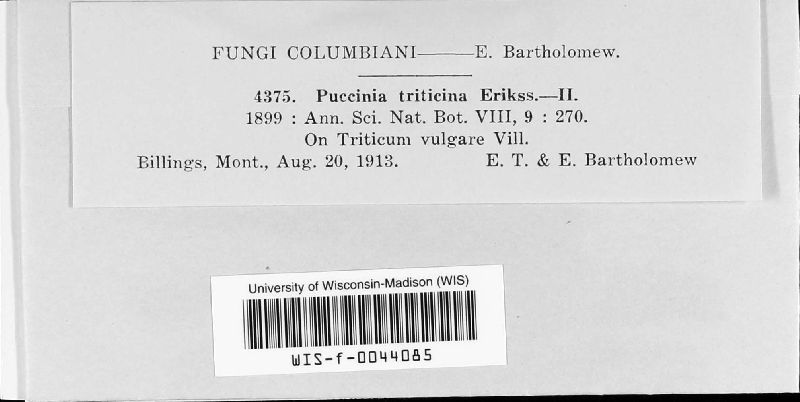 FUNGI COLUMBIANI——E. Bartholomew.
4375. Puccinia triticina Erikss.—II.
1899 : Ann. Sci. Nat. Bot. VIII, 9 : 270.
On Triticum vulgare Vill.
Billings, Mont., Aug. 20, 1913. E. T. & E. Bartholomew
University of Wisconsin-Madison (WIS)
WIS-f-0044085